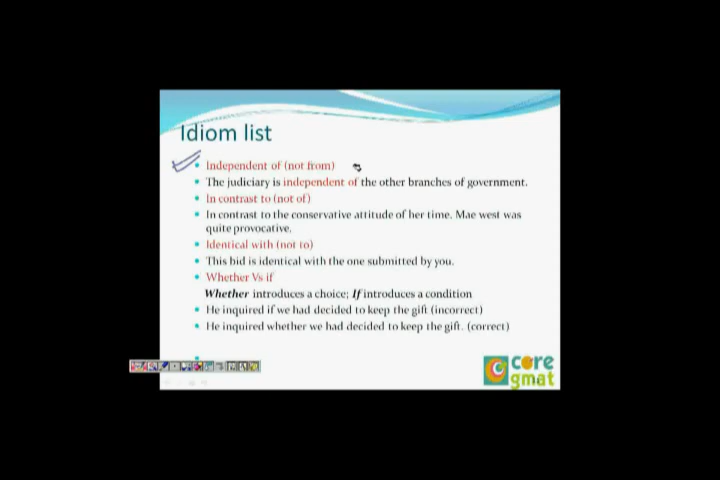 Idiom list
Independent of (not from)
The judiciary is independent of the other branches of government.
In contrast to (not of)
In contrast to the conservative attitude of her time. Mae west was
quite provocative.
Identical with (not to)
This bid is identical with the one submitted by you.
Whether Vs if
Whether introduces a choice; If introduces a condition
He inquired if we had decided to keep the gift (incorrect)
He inquired whether we had decided to keep the gift. (correct)
core
gmat